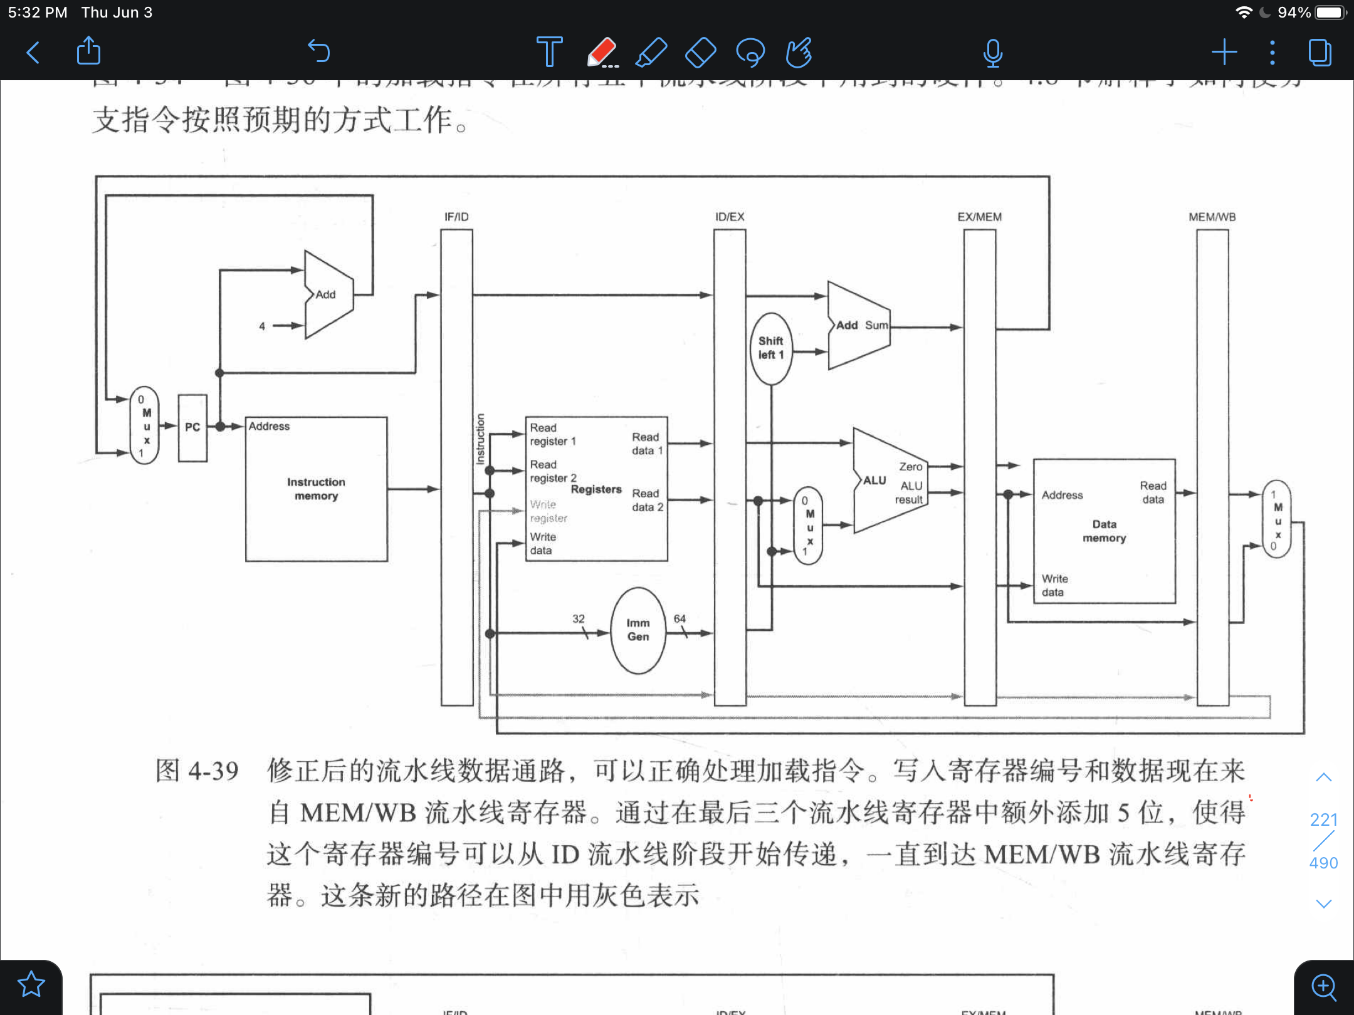 5:32 PM Thu Jun 3
94%
支指令按照预期的方式工作。
IF/ID
ID/EX
EX/MEM
MEM/WB
Add
4
Add Sum
Shift
left 1
0
M
u
x
1
PC
Address
Instruction
memory
Instruction
Read
register 1
Read
register 2
Write
register
Write
data
Registers
Read
data 1
Read
data 2
0
M
u
x
1
Zero
ALU
ALU
result
Address
Read
data
Data
memory
Write
data
1
M
u
x
0
32
Imm
Gen
64
图 4-39 修正后的流水线数据通路，可以正确处理加载指令。写入寄存器编号和数据现在来
自 MEM/WB 流水线寄存器。通过在最后三个流水线寄存器中额外添加 5 位，使得
这个寄存器编号可以从 ID 流水线阶段开始传递，一直到达 MEM/WB 流水线寄存
器。这条新的路径在图中用灰色表示
221
490